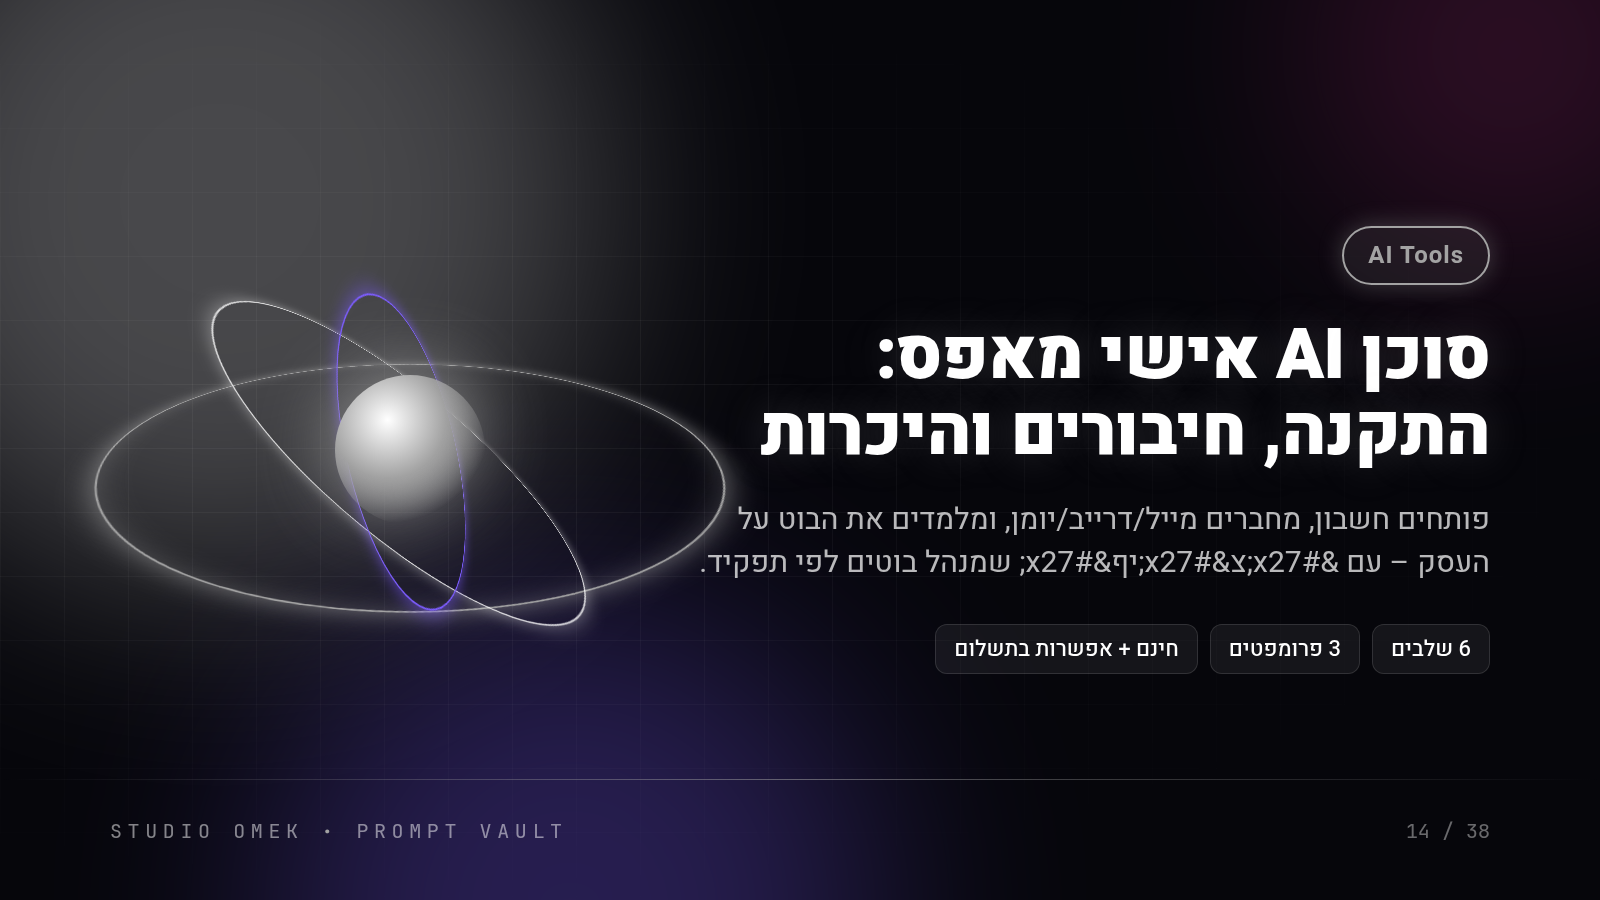 AI Tools
סוכן AI אישי מאפס:
התקנה, חיבורים והיכרות
פותחים חשבון, מחברים מייל/דרייב/יומן, ומלמדים את הבוט על
העסק – עם &#x27;צ&#x27;יף&#x27; שמנהל בוטים לפי תפקיד.
6 שלבים
3 פרומפטים
חינם + אפשרות בתשלום
STUDIO OMEK · PROMPT VAULT
14 / 38